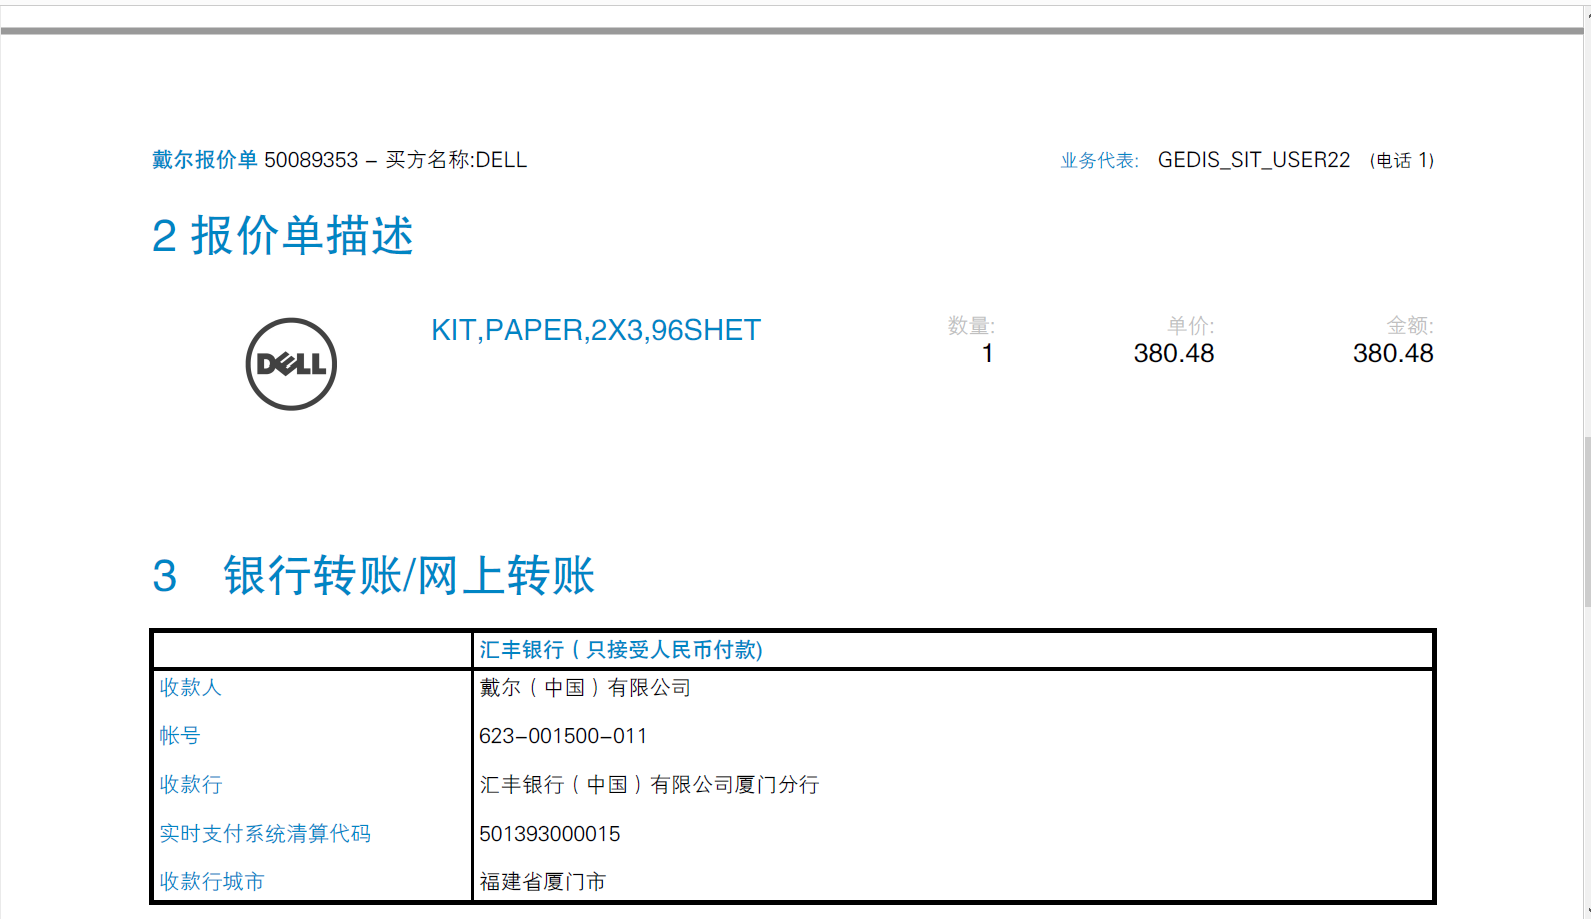 戴尔报价单 50089353 – 买方名称:DELL 业务代表: GEDIS_SIT_USER22 (电话 1)
2 报价单描述
DELL
KIT,PAPER,2X3,96SHET
数量: 单价: 金额:
1 380.48 380.48
3 银行转账/网上转账
汇丰银行（只接受人民币付款)
收款人 戴尔（中国）有限公司
帐号 623–001500–011
收款行 汇丰银行（中国）有限公司厦门分行
实时支付系统清算代码 501393000015
收款行城市 福建省厦门市